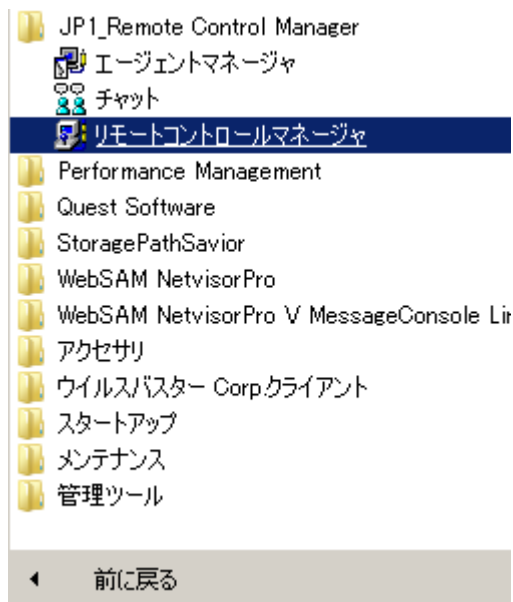 JP1_Remote Control Manager
エージェントマネージャ
チャット
リモートコントロールマネージャ
Performance Management
Quest Software
StoragePathSavior
WebSAM NetvisorPro
WebSAM NetvisorPro V MessageConsole Lin
アクセサリ
ウイルスバスター Corp.クライアント
スタートアップ
メンテナンス
管理ツール
前に戻る